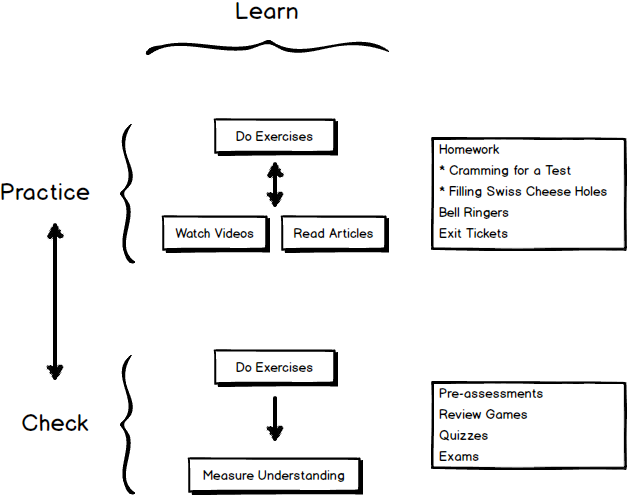 Learn
Practice
Do Exercises
Watch Videos
Read Articles
Homework
* Cramming for a Test
* Filling Swiss Cheese Holes
Bell Ringers
Exit Tickets
Check
Do Exercises
Measure Understanding
Pre-assessments
Review Games
Quizzes
Exams